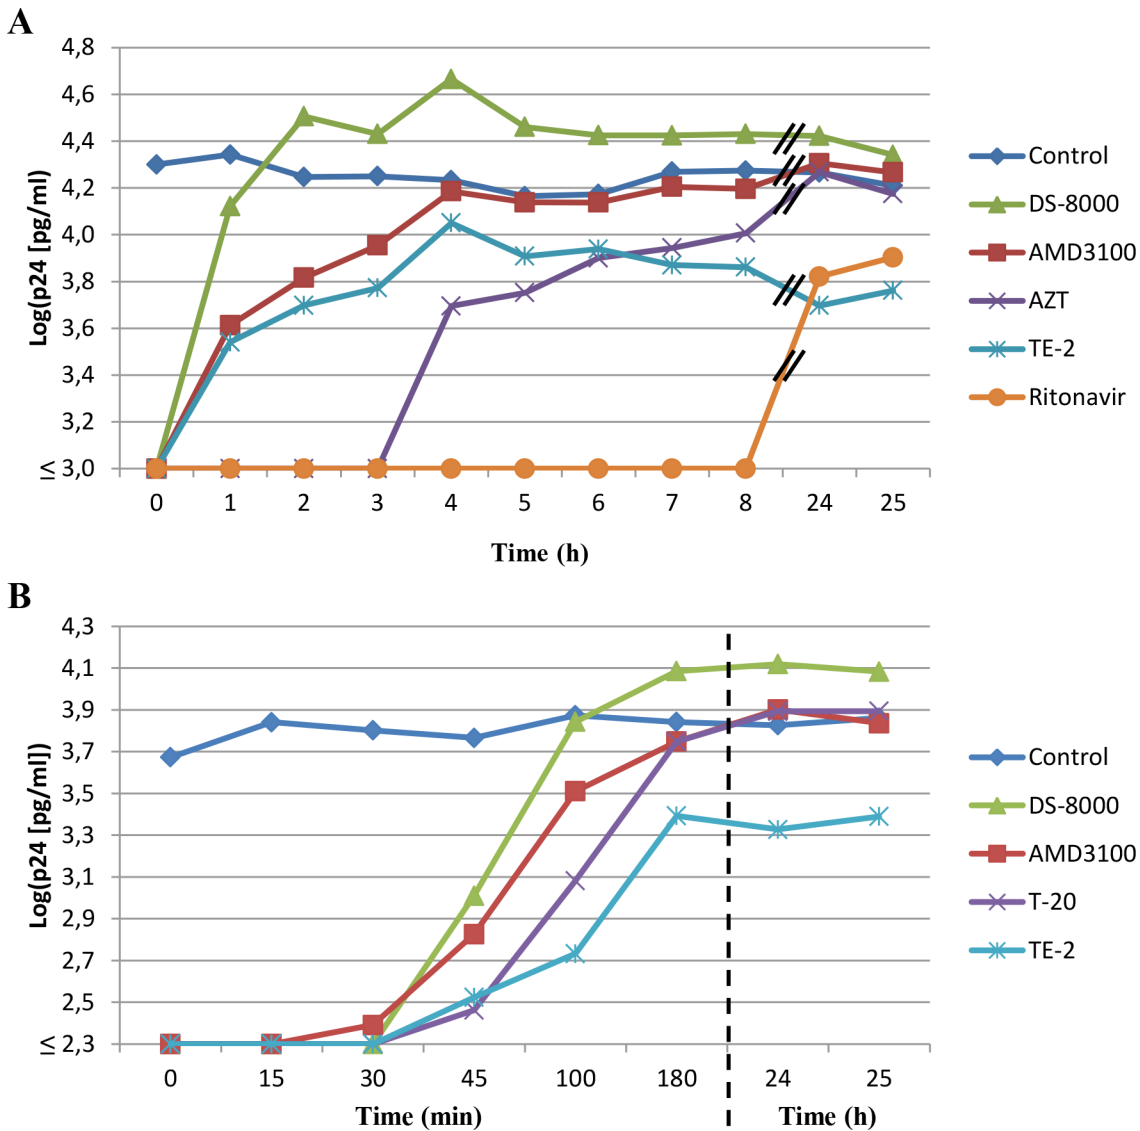 A
Log(p24 [pg/ml)
4,8
4,6
4,4
4,2
4,0
3,8
3,6
3,4
3,2
≤ 3,0
0 1 2 3 4 5 6 7 8 24 25
Time (h)
Control
DS-8000
AMD3100
AZT
TE-2
Ritonavir
B
Log(p24 [pg/ml])
4,3
4,1
3,9
3,7
3,5
3,3
3,1
2,9
2,7
2,5
≤ 2,3
0 15 30 45 100 180 24 25
Time (min) Time (h)
Control
DS-8000
AMD3100
T-20
TE-2